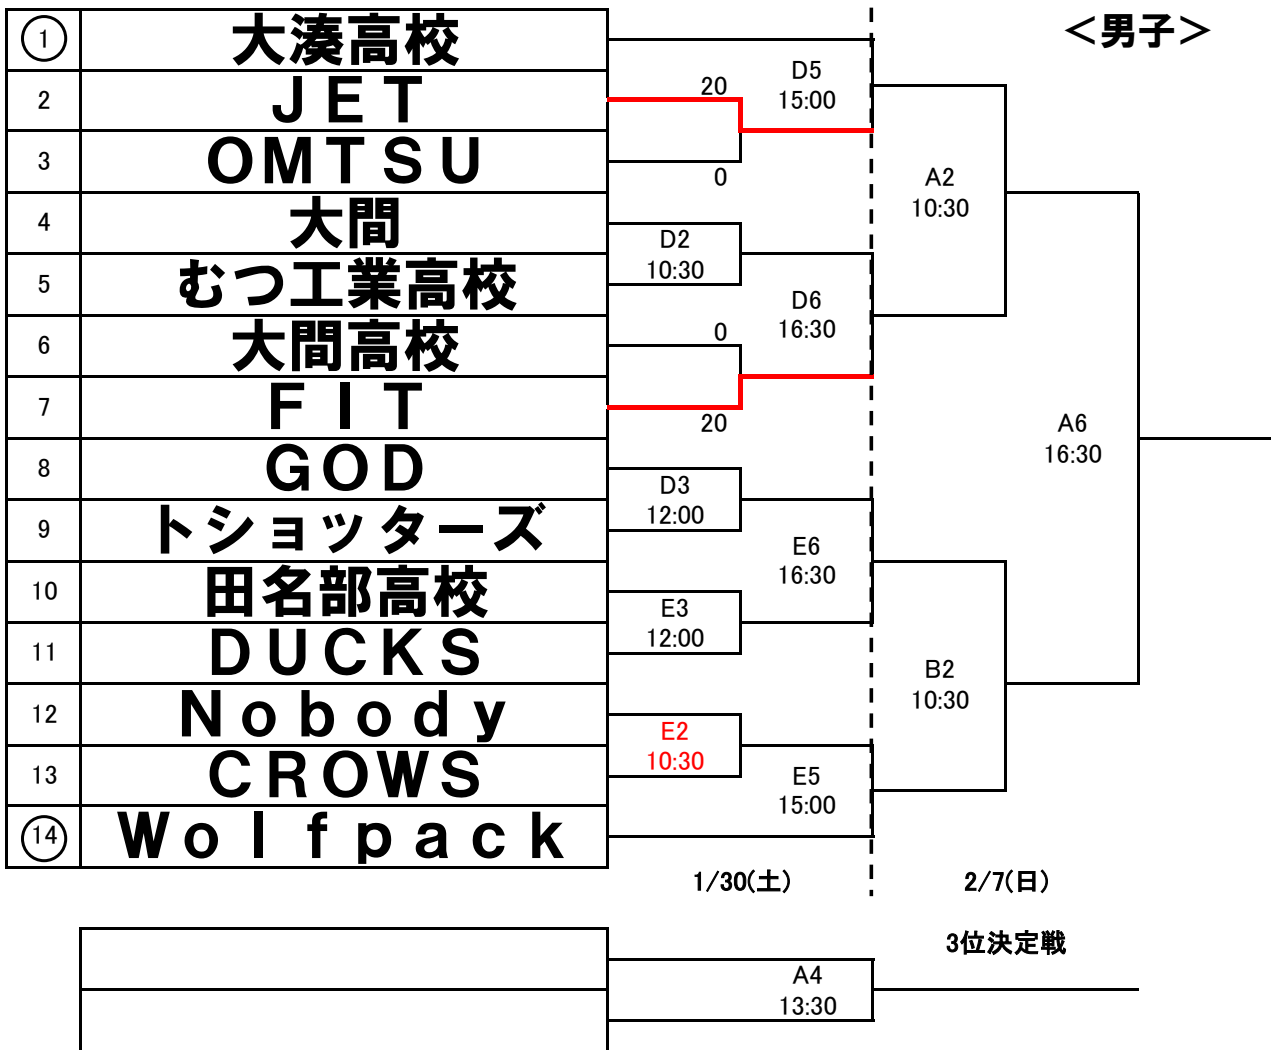 <男子>
① 大湊高校
2 JET
3 OMTSU
4 大間
5 むつ工業高校
6 大間高校
7 FIT
8 GOD
9 トショッターズ
10 田名部高校
11 DUCKS
12 Nobody
13 CROWS
⑭ Wolfpack
20
0
D2
10:30
0
20
D3
12:00
E3
12:00
E2
10:30
D5
15:00
D6
16:30
E6
16:30
E5
15:00
A2
10:30
B2
10:30
A6
16:30
1/30(土)
2/7(日)
3位決定戦
A4
13:30